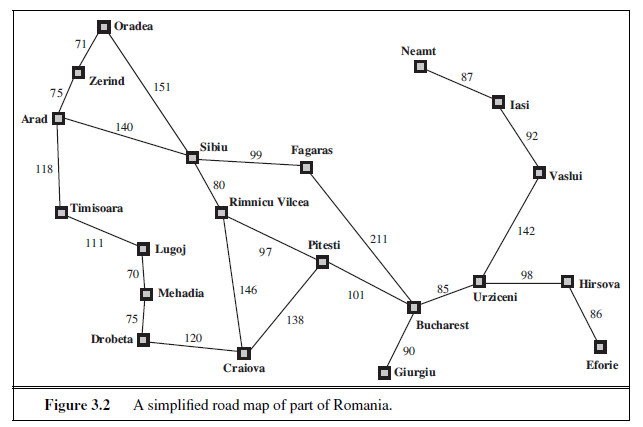 Oradea
71
Neamt
Zerind
87
75
151
Iasi
Arad
140
92
Sibiu
99
Fagaras
118
Vaslui
80
Timisoara
Rimnicu Vilcea
142
111
Lugoj
97
Pitesti
211
70
98
Hirsova
Mehadia
146
101
85
Urziceni
75
138
86
Bucharest
Drobeta
120
90
Craiova
Giurgiu
Eforie
Figure 3.2 A simplified road map of part of Romania.